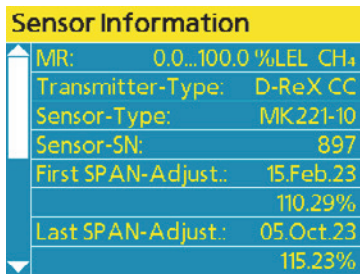 Sensor Information
MR: 0.0...100.0 %LEL CH₄
Transmitter-Type: D-ReX CC
Sensor-Type: MK221-10
Sensor-SN: 897
First SPAN-Adjust.: 15.Feb.23
110.29%
Last SPAN-Adjust.: 05.Oct.23
115.23%